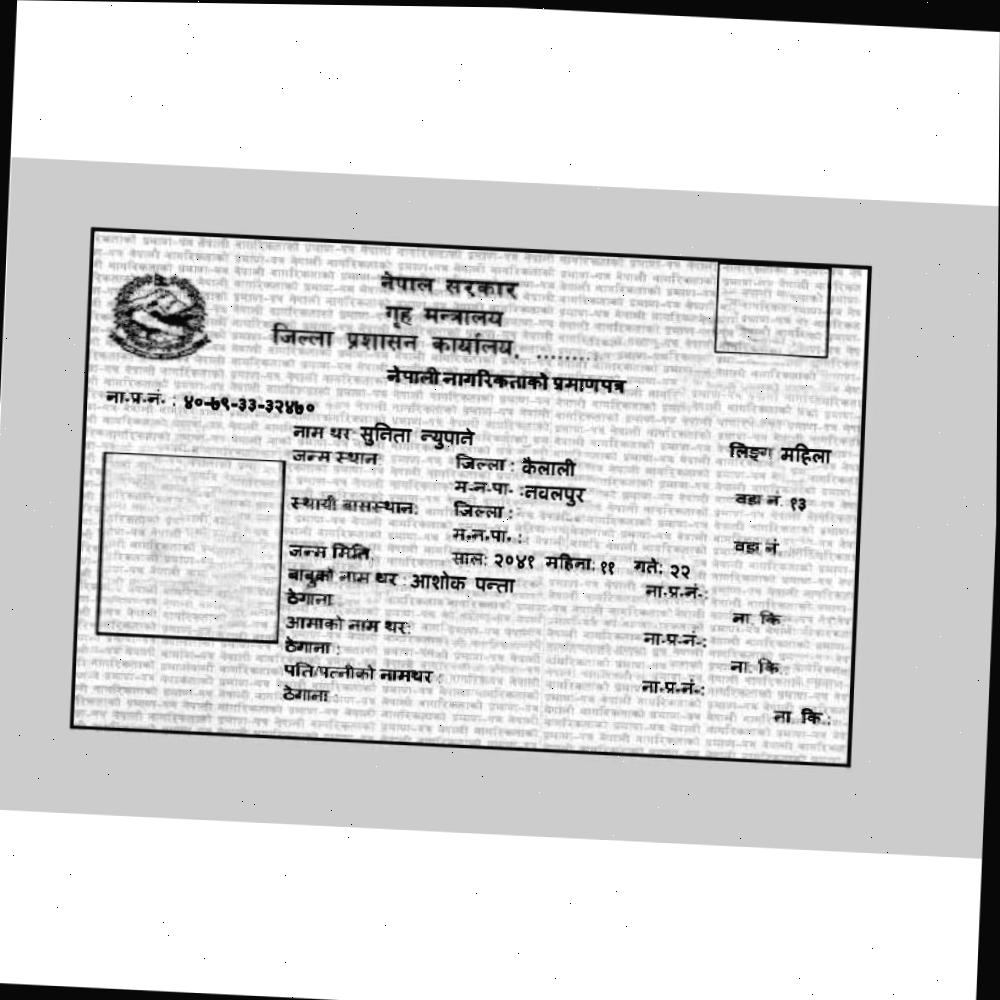 नेपाल सरकार
गृह मन्त्रालय
जिल्ला प्रशासन कार्यालय, ........
नेपाली नागरिकताको प्रमाणपत्र
ना.प्र.नं. : ४०-७९-३३-३२४७०
नाम थर: सुनिता न्युपाने लिङ्ग महिला
जन्म स्थान: जिल्ला : कैलाली
म.न.पा. :नवलपुर वडा नं. १३
स्थायी बासस्थान: जिल्ला :
म.न.पा. : वडा नं.
जन्म मिति: साल: २०४१ महिना: ११ गते: २२
बाबुको नाम थर : आशोक पन्ता ना.प्र.नं.:
ठेगाना ना. कि
आमाको नाम थर: ना.प्र.नं.:
ठेगाना : ना. कि :
पति/पत्नीको नामथर : ना.प्र.नं.:
ठेगाना : ना. कि.: